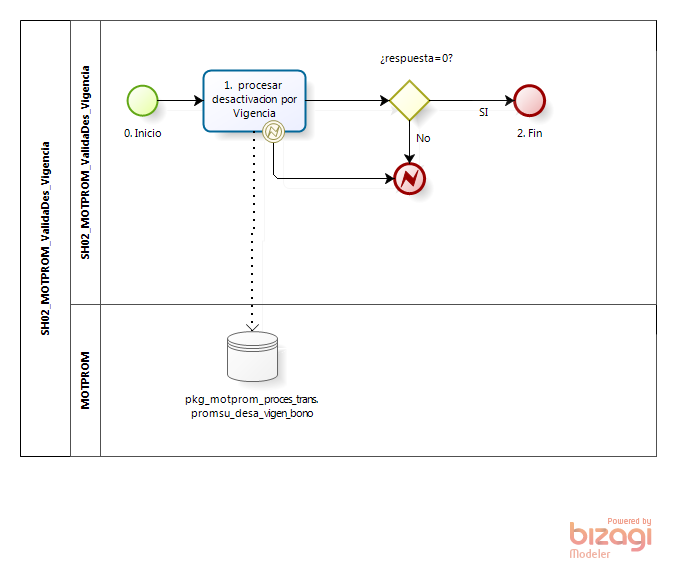 SH02_MOTPROM_ValidaDes_Vigencia
SH02_MOTPROM_ValidaDes_Vigencia
0. Inicio
1. procesar
desactivacion por
Vigencia
¿respuesta=0?
SI
No
2. Fin
MOTPROM
pkg_motprom_proces_trans.
promsu_desa_vigen_bono
Powered by
bizagi
Modeler